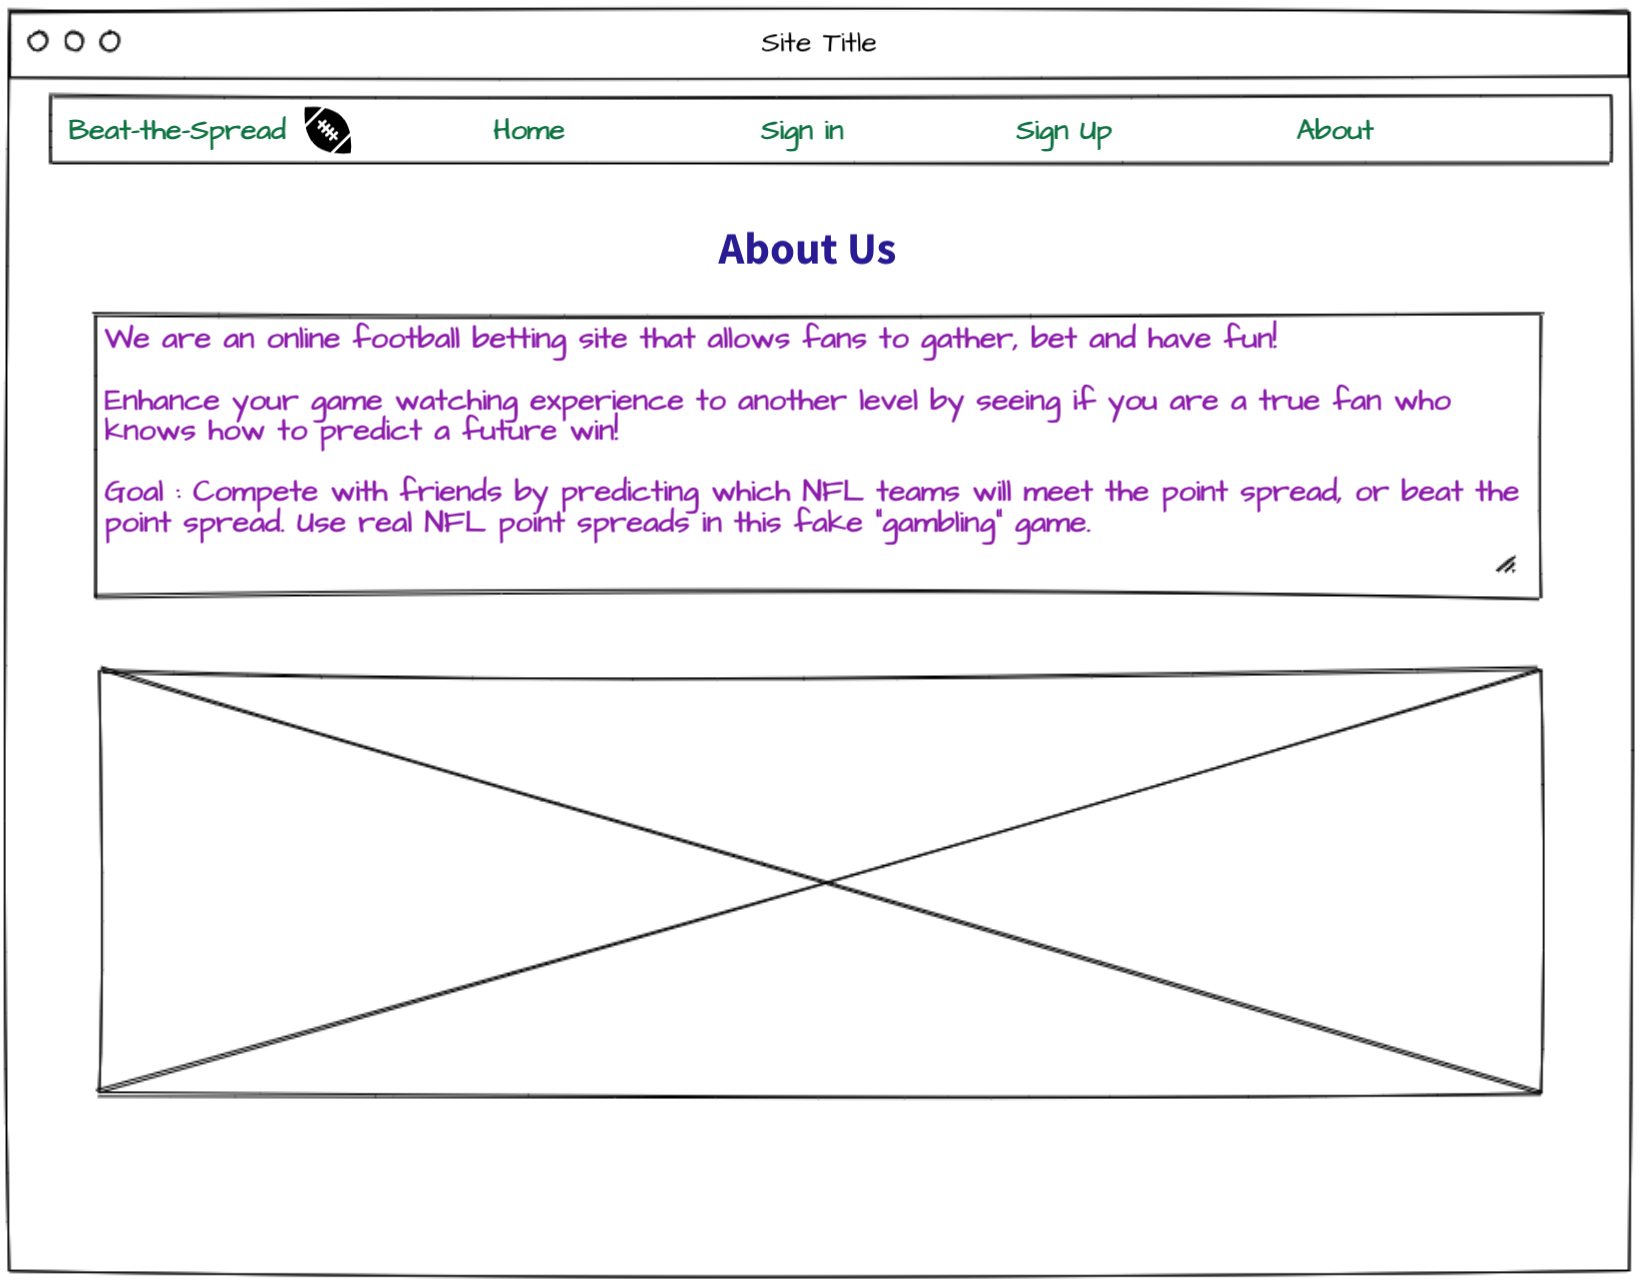 Site Title
Beat-the-Spread Home Sign in Sign Up About
About Us
We are an online football betting site that allows fans to gather, bet and have fun!
Enhance your game watching experience to another level by seeing if you are a true fan who
knows how to predict a future win!
Goal : Compete with friends by predicting which NFL teams will meet the point spread, or beat the
point spread. Use real NFL point spreads in this fake "gambling" game.